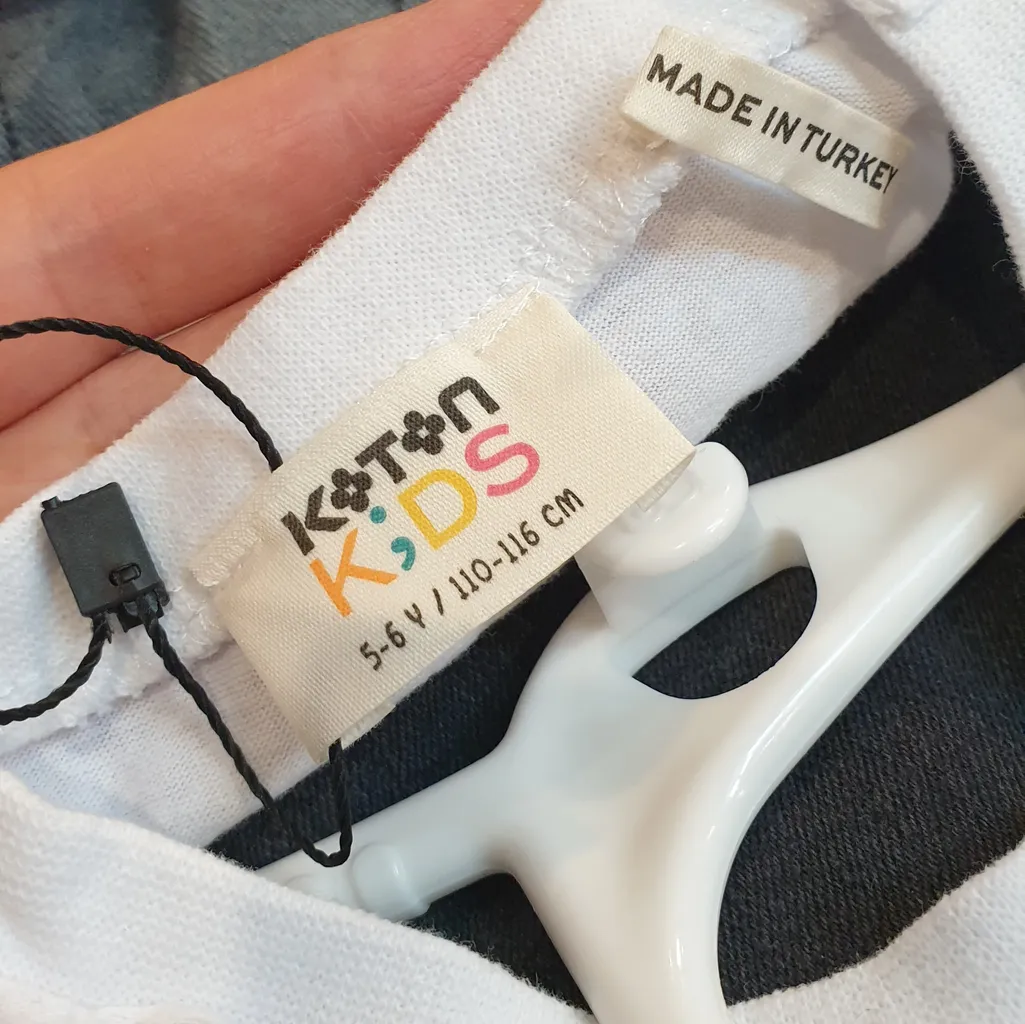 MADE IN TURKEY
KOTON
KiDS
5-6 Y / 110-116 CM